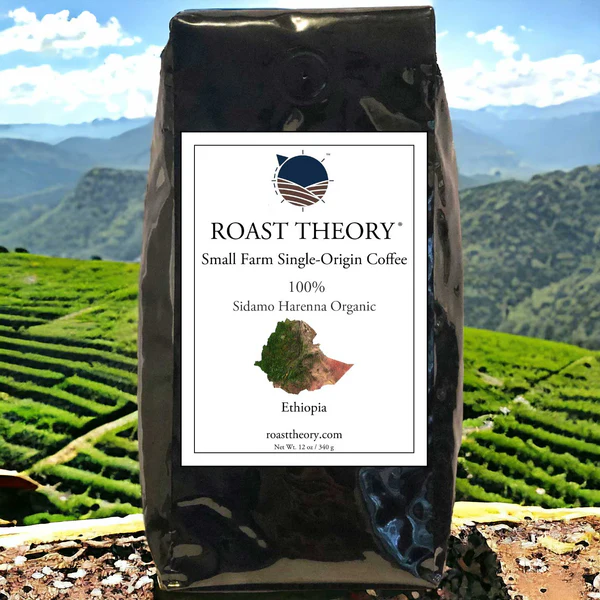 ™
ROAST THEORY®
Small Farm Single-Origin Coffee
100%
Sidamo Harenna Organic
Ethiopia
roasttheory.com
Net Wt. 12 oz / 340 g